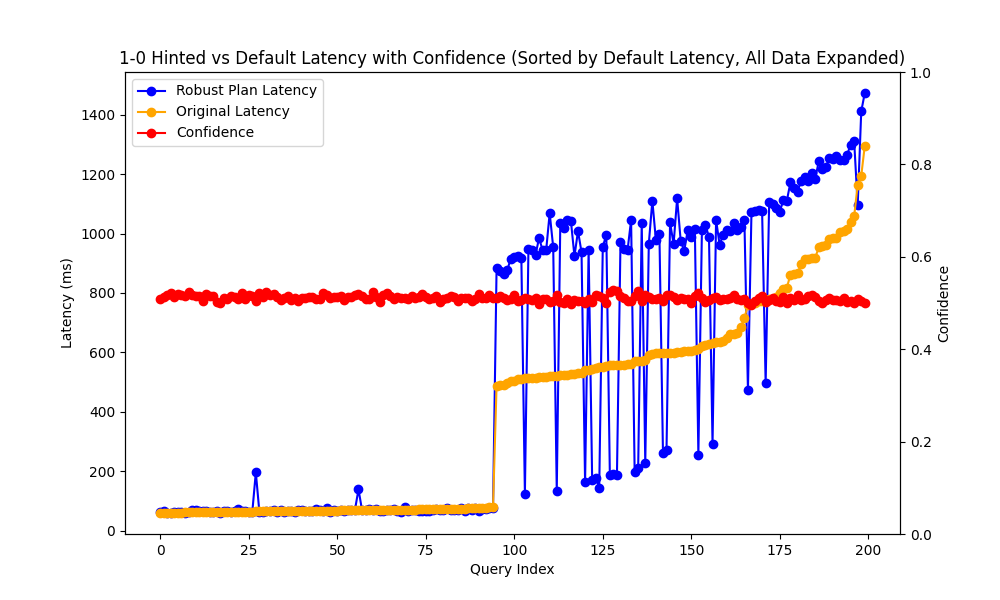 1-0 Hinted vs Default Latency with Confidence (Sorted by Default Latency, All Data Expanded)
Robust Plan Latency
Original Latency
Confidence
Latency (ms)
1400
1200
1000
800
600
400
200
0
0 25 50 75 100 125 150 175 200
Query Index
1.0
0.8
0.6
0.4
0.2
0.0
Confidence